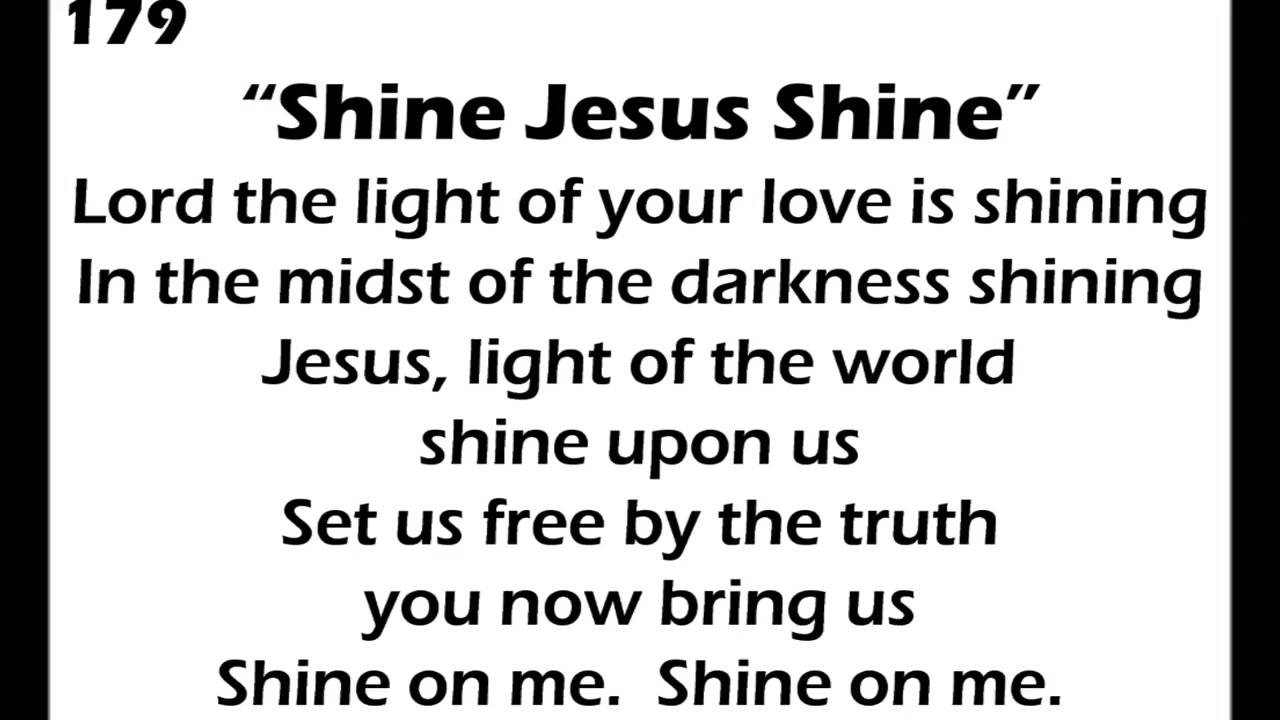 179
“Shine Jesus Shine”
Lord the light of your love is shining
In the midst of the darkness shining
Jesus, light of the world
shine upon us
Set us free by the truth
you now bring us
Shine on me.  Shine on me.